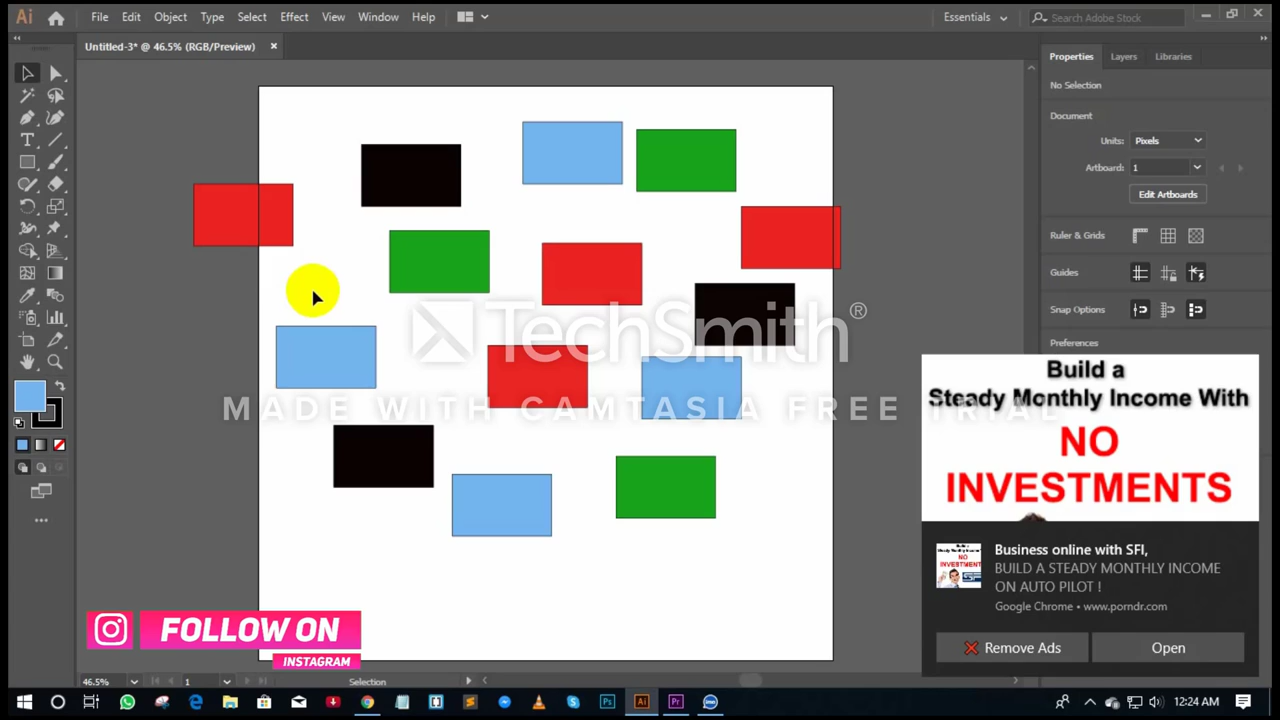 Ai
File Edit Object Type Select Effect View Window Help
Essentials
Search Adobe Stock
Untitled-3* @ 46.5% (RGB/Preview)
Properties Layers Libraries
No Selection
Document
Units: Pixels
Artboard: 1
Edit Artboards
Ruler & Grids
Guides
Snap Options
Preferences
TechSmith®
MADE WITH CAMTASIA FREE TRIAL
Build a
Steady Monthly Income With
NO
INVESTMENTS
Business online with SFI,
BUILD A STEADY MONTHLY INCOME
ON AUTO PILOT !
Google Chrome • www.porndr.com
Remove Ads Open
FOLLOW ON
INSTAGRAM
46.5% 1 Selection
Ps Ai Pr 12:24 AM